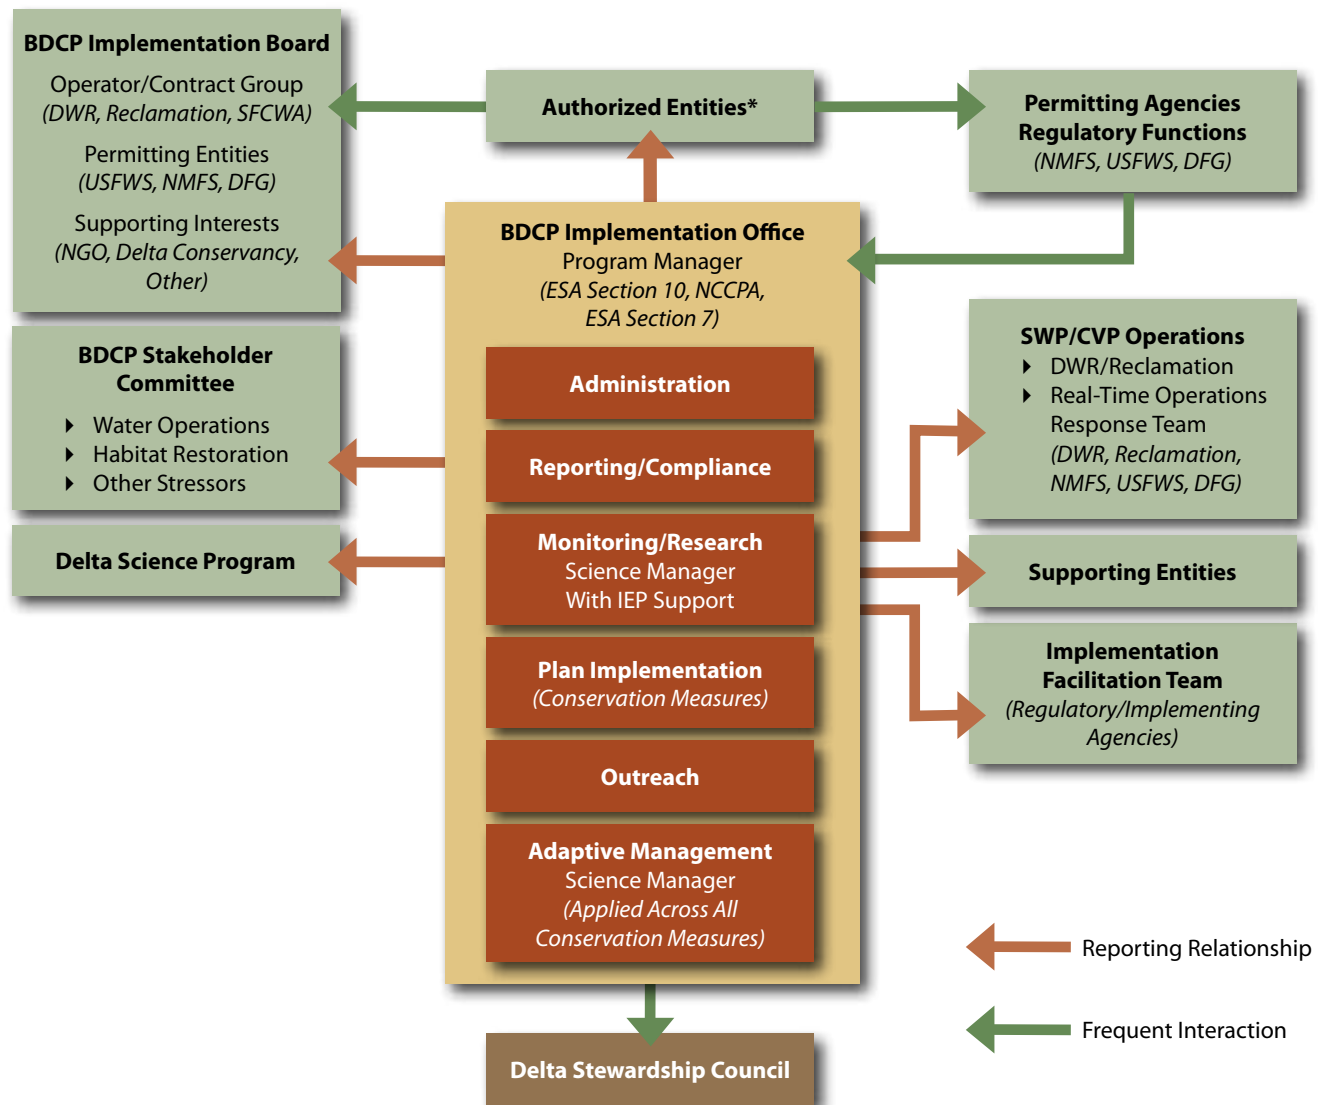 BDCP Implementation Board
Operator/Contract Group
(DWR, Reclamation, SFCWA)
Permitting Entities
(USFWS, NMFS, DFG)
Supporting Interests
(NGO, Delta Conservancy,
Other)
BDCP Stakeholder
Committee
Water Operations
Habitat Restoration
Other Stressors
Delta Science Program
Authorized Entities*
BDCP Implementation Office
Program Manager
(ESA Section 10, NCCPA,
ESA Section 7)
Administration
Reporting/Compliance
Monitoring/Research
Science Manager
With IEP Support
Plan Implementation
(Conservation Measures)
Outreach
Adaptive Management
Science Manager
(Applied Across All
Conservation Measures)
Delta Stewardship Council
Permitting Agencies
Regulatory Functions
(NMFS, USFWS, DFG)
SWP/CVP Operations
DWR/Reclamation
Real-Time Operations
Response Team
(DWR, Reclamation,
NMFS, USFWS, DFG)
Supporting Entities
Implementation
Facilitation Team
(Regulatory/Implementing
Agencies)
Reporting Relationship
Frequent Interaction